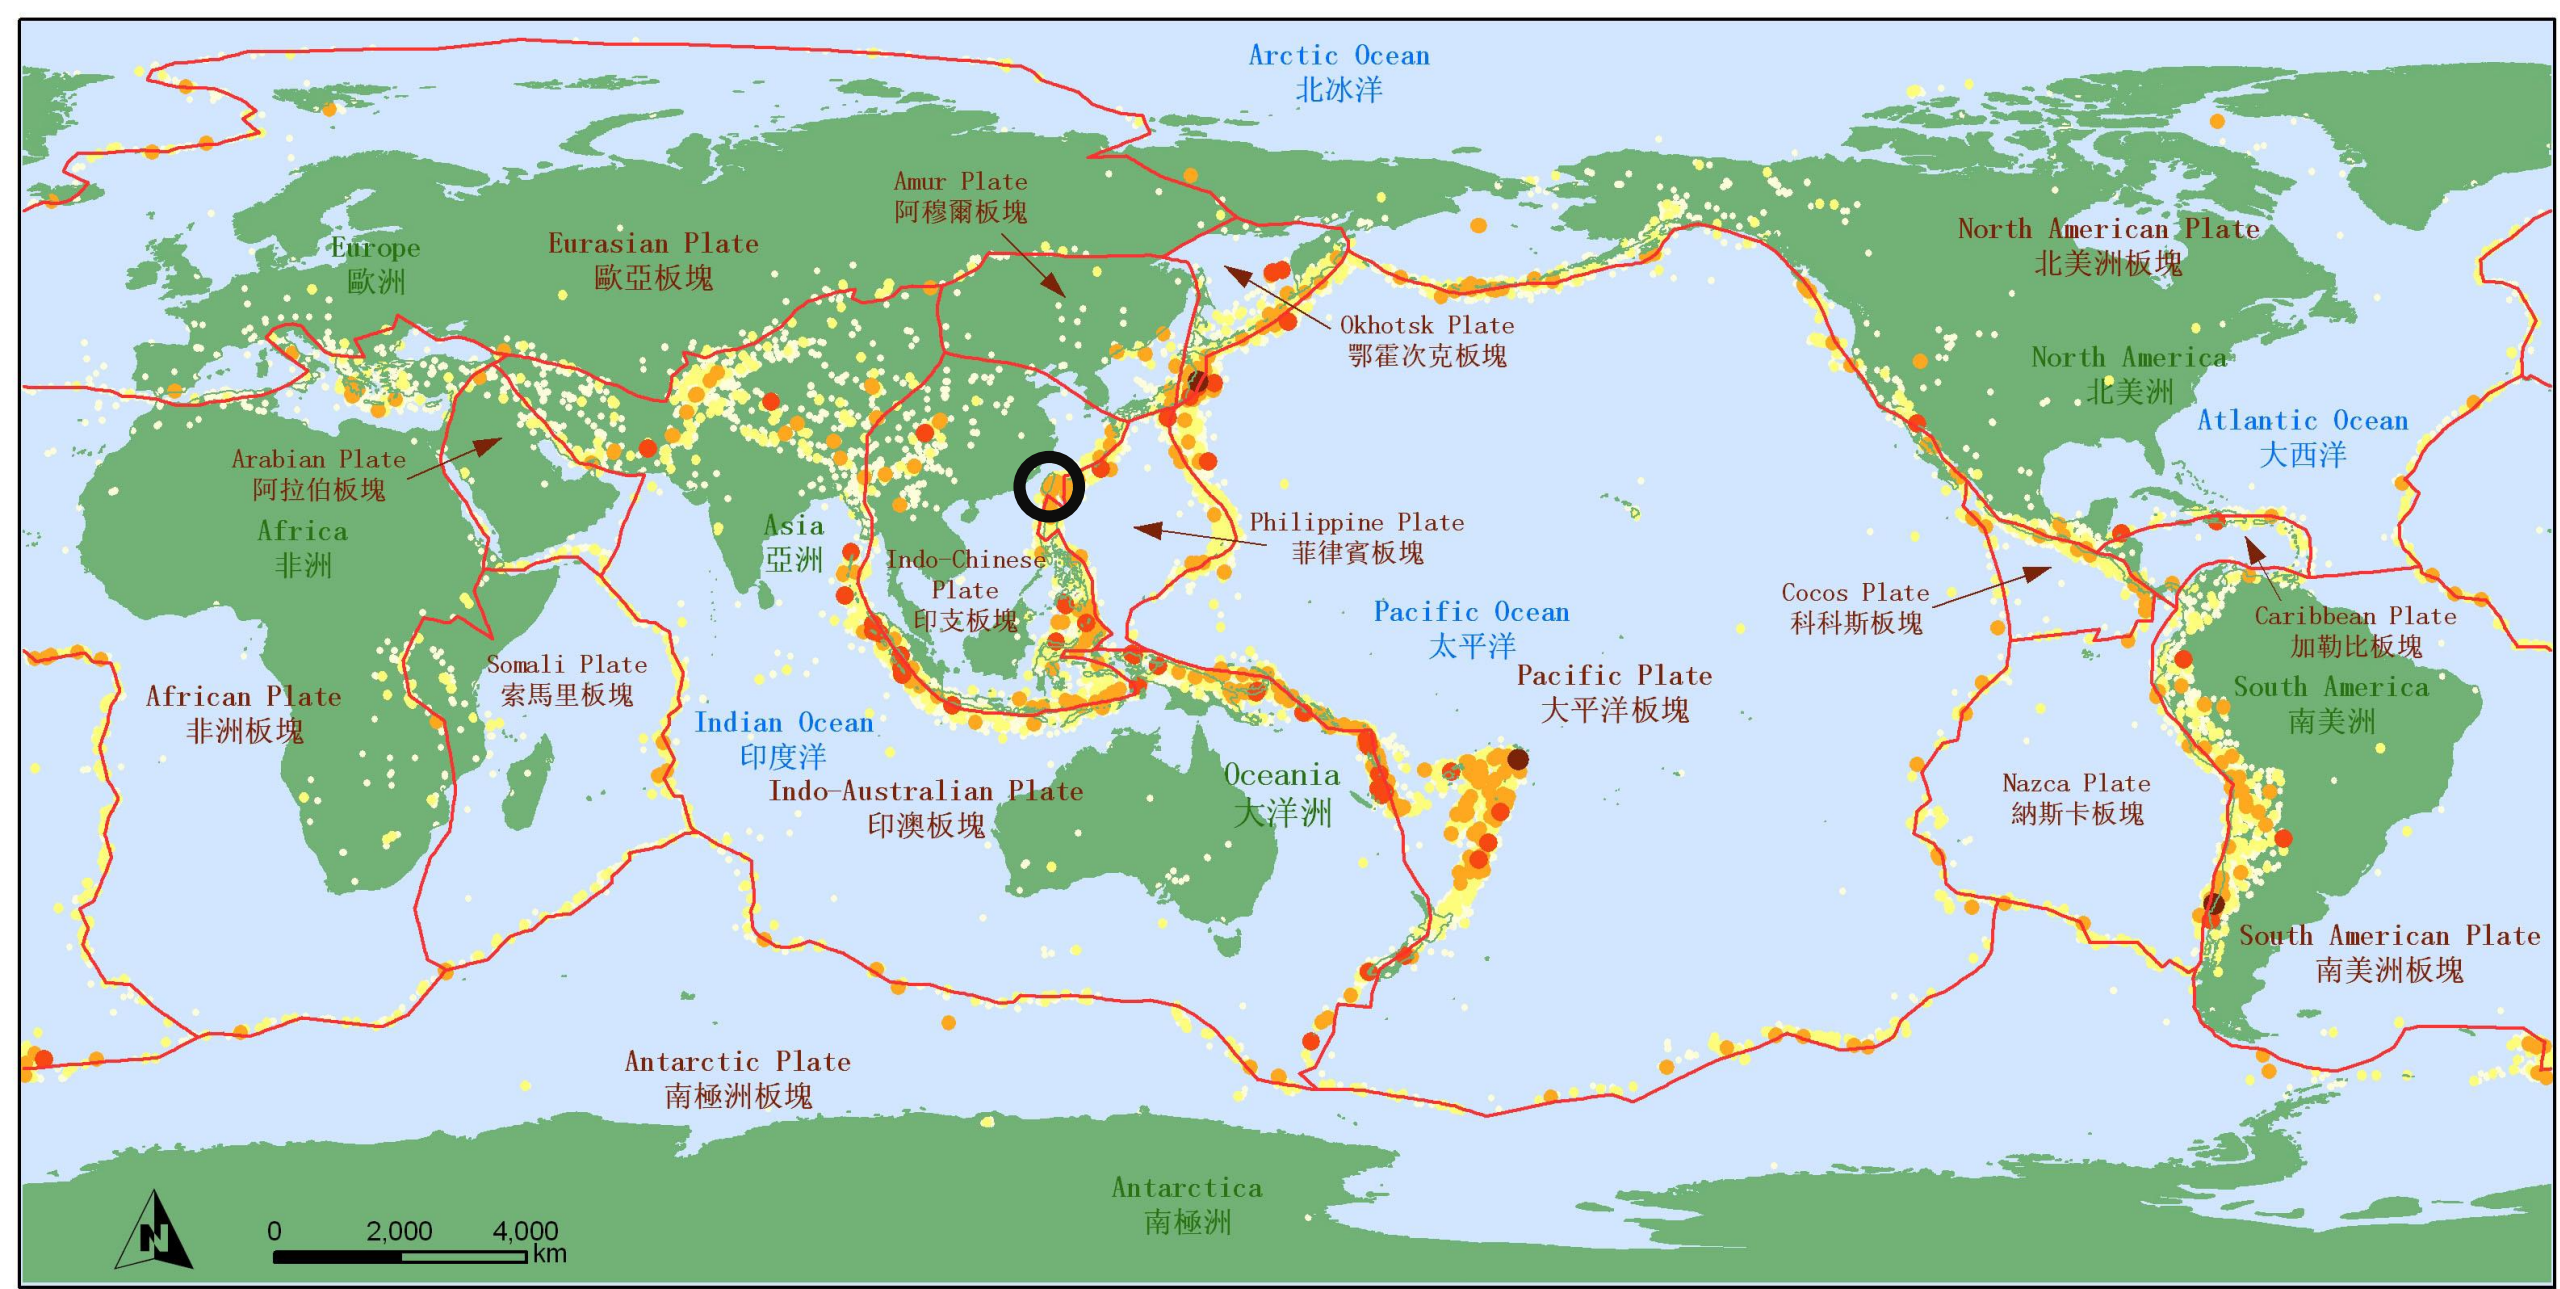 Arctic Ocean
北冰洋
Amur Plate
阿穆爾板塊
Europe
歐洲
Eurasian Plate
歐亞板塊
North American Plate
北美洲板塊
Okhotsk Plate
鄂霍次克板塊
North America
北美洲
Atlantic Ocean
大西洋
Arabian Plate
阿拉伯板塊
Africa
非洲
Asia
亞洲
Indo-Chinese
Plate
印支板塊
Philippine Plate
菲律賓板塊
Pacific Ocean
太平洋
Cocos Plate
科科斯板塊
Caribbean Plate
加勒比板塊
African Plate
非洲板塊
Somali Plate
索馬里板塊
Indian Ocean
印度洋
Indo-Australian Plate
印澳板塊
Oceania
大洋洲
Pacific Plate
太平洋板塊
South America
南美洲
Nazca Plate
納斯卡板塊
South American Plate
南美洲板塊
Antarctic Plate
南極洲板塊
Antarctica
南極洲
N
0 2,000 4,000
km